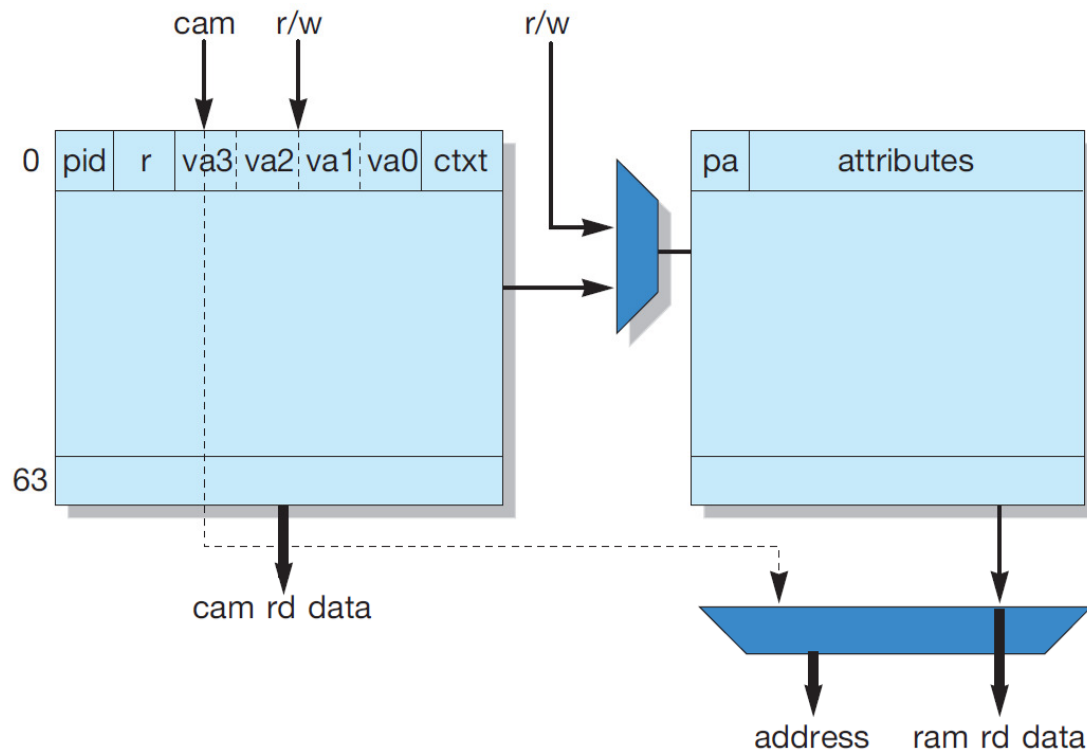 cam r/w r/w
0 pid r va3 va2 va1 va0 ctxt pa attributes
63
cam rd data
address ram rd data